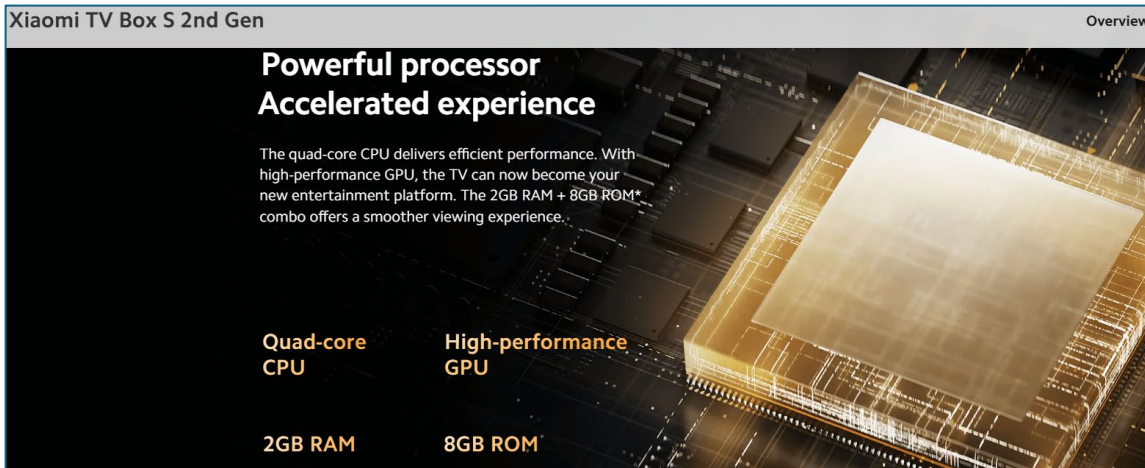 Xiaomi TV Box S 2nd Gen
Overview
Powerful processor
Accelerated experience
The quad-core CPU delivers efficient performance. With
high-performance GPU, the TV can now become your
new entertainment platform. The 2GB RAM + 8GB ROM*
combo offers a smoother viewing experience.
Quad-core
CPU
High-performance
GPU
2GB RAM
8GB ROM